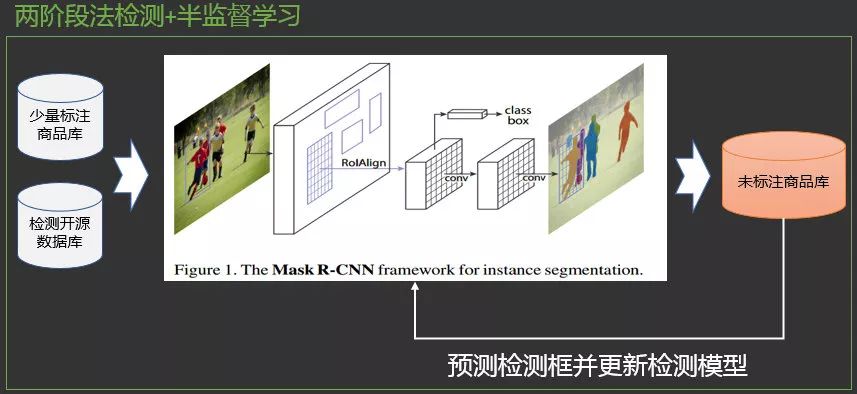 两阶段法检测+半监督学习
少量标注
商品库
检测开源
数据库
RoIAlign
class
box
conv
conv
Figure 1. The Mask R-CNN framework for instance segmentation.
未标注商品库
预测检测框并更新检测模型